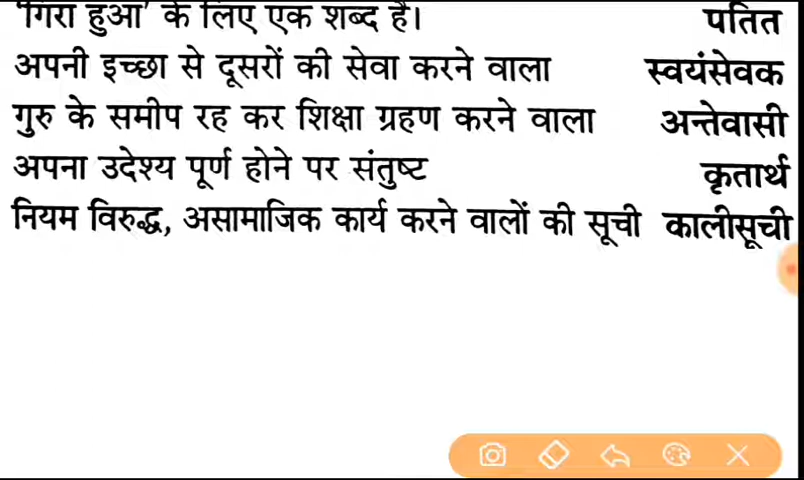 'गिरा हुआ' के लिए एक शब्द है। पतित
अपनी इच्छा से दूसरों की सेवा करने वाला स्वयंसेवक
गुरु के समीप रह कर शिक्षा ग्रहण करने वाला अन्तेवासी
अपना उदेश्य पूर्ण होने पर संतुष्ट कृतार्थ
नियम विरुद्ध, असामाजिक कार्य करने वालों की सूची कालीसूची